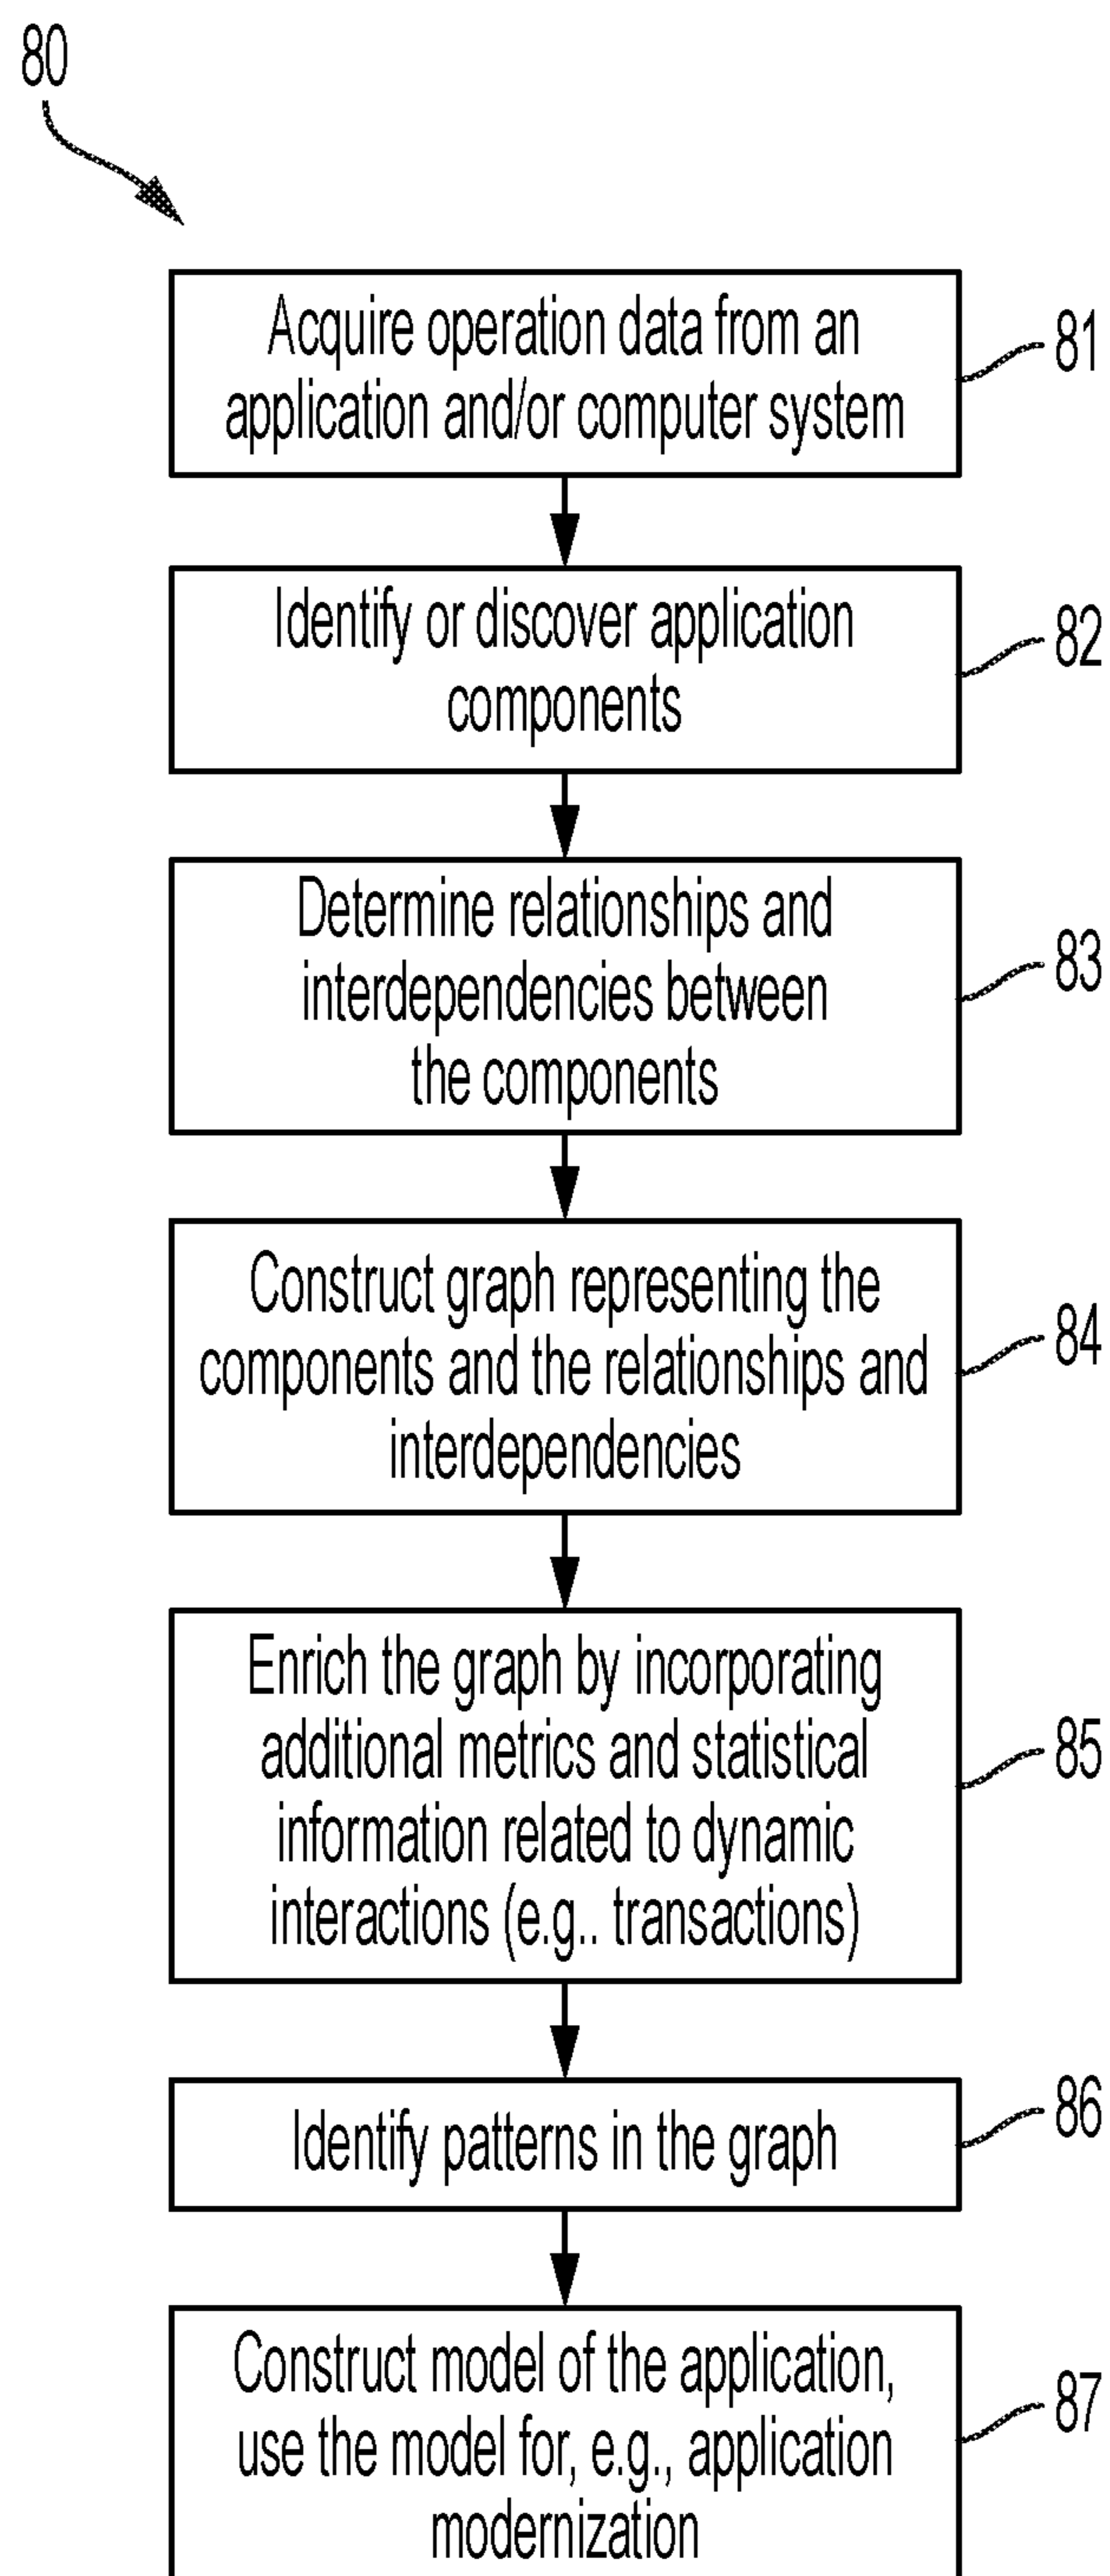 80
Acquire operation data from an
application and/or computer system
81
Identify or discover application
components
82
Determine relationships and
interdependencies between
the components
83
Construct graph representing the
components and the relationships and
interdependencies
84
Enrich the graph by incorporating
additional metrics and statistical
information related to dynamic
interactions (e.g.. transactions)
85
Identify patterns in the graph
86
Construct model of the application,
use the model for, e.g., application
modernization
87